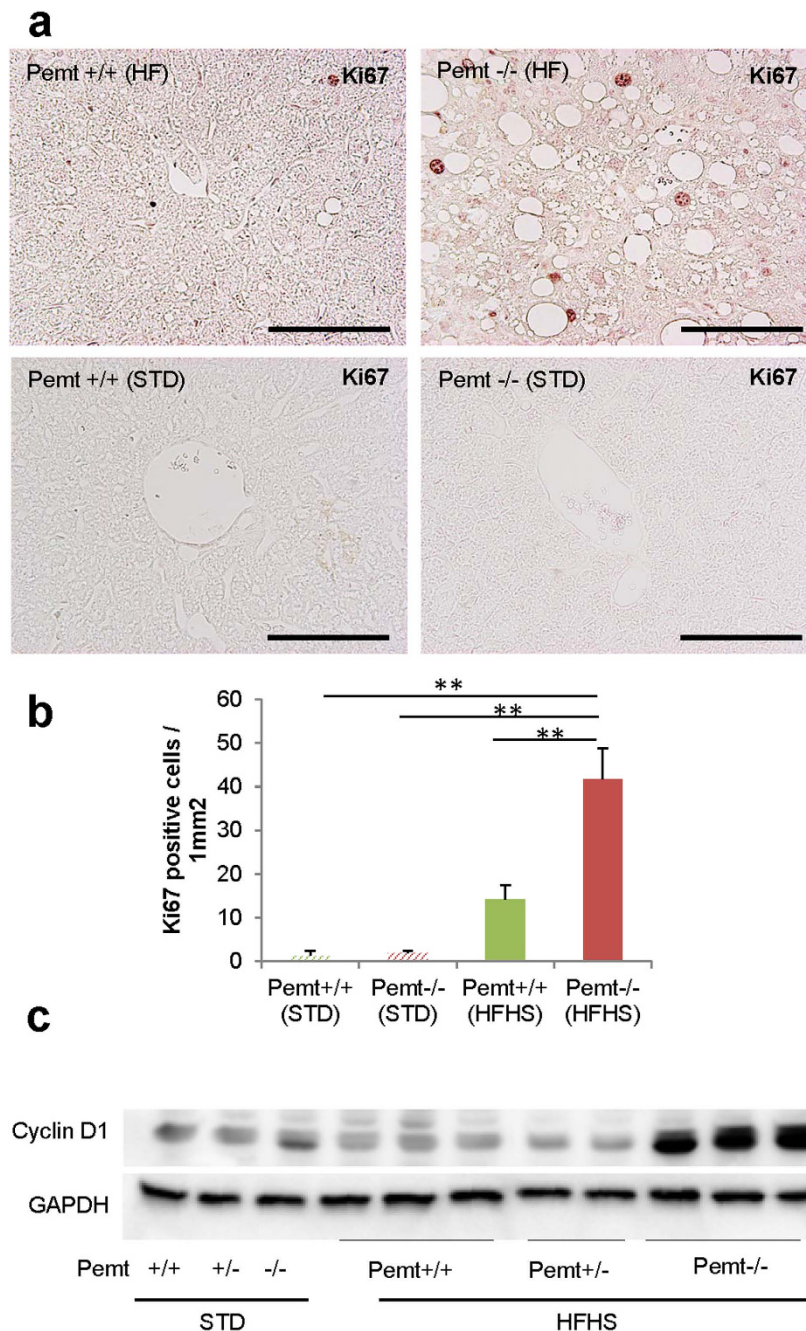 a
Pemt +/+ (HF) Ki67
Pemt -/- (HF) Ki67
Pemt +/+ (STD) Ki67
Pemt -/- (STD) Ki67
b
Ki67 positive cells /
1mm2
60
50
40
30
20
10
0
**
**
**
Pemt+/+ Pemt-/- Pemt+/+ Pemt-/-
(STD) (STD) (HFHS) (HFHS)
c
Cyclin D1
GAPDH
Pemt +/+ +/- -/- Pemt+/+ Pemt+/- Pemt-/-
STD HFHS